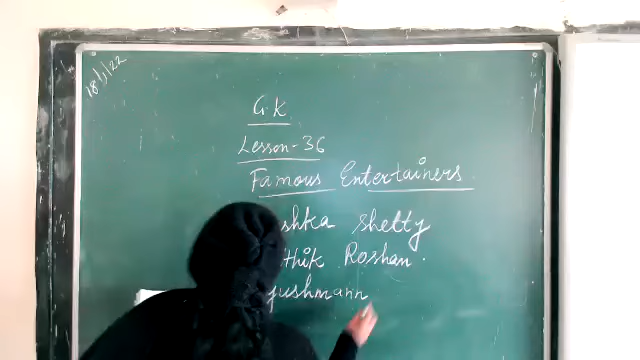 18/1/22
G.K
Lesson-36
Famous Entertainers
shka shetty
thik Roshan.
yushmann